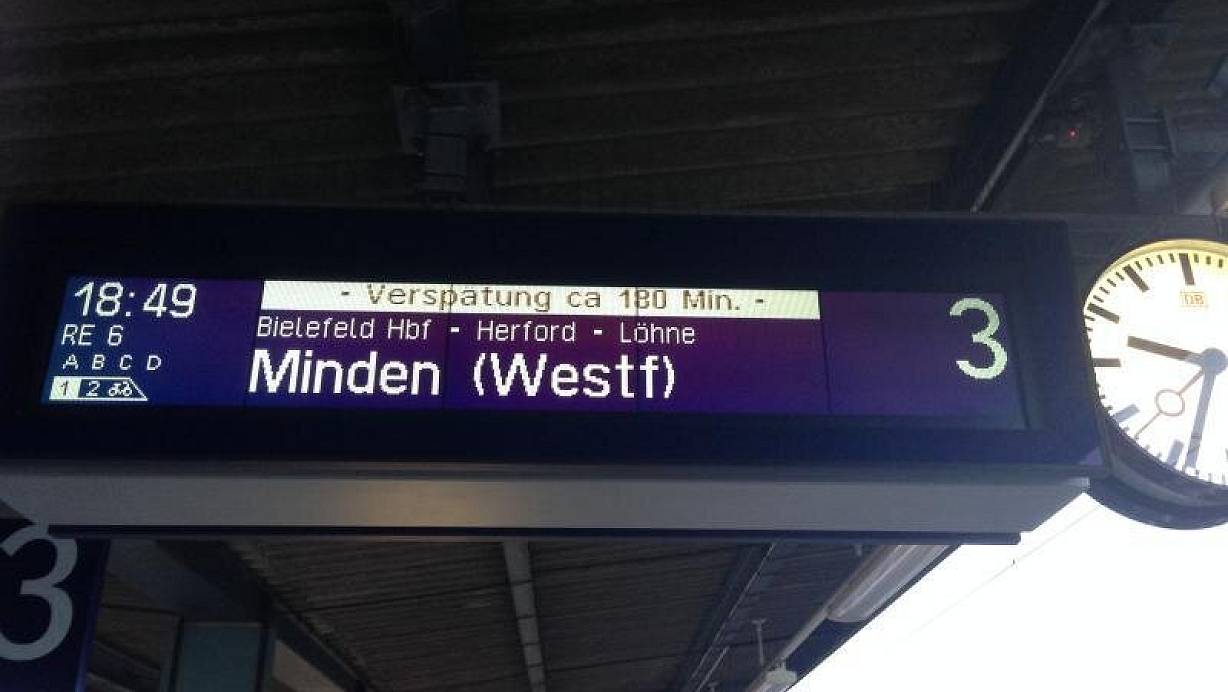 18:49
- Verspätung ca 180 Min. -
RE 6
Bielefeld Hbf - Herford - Löhne
A B C D
Minden (Westf)
1 2
3
DB
3